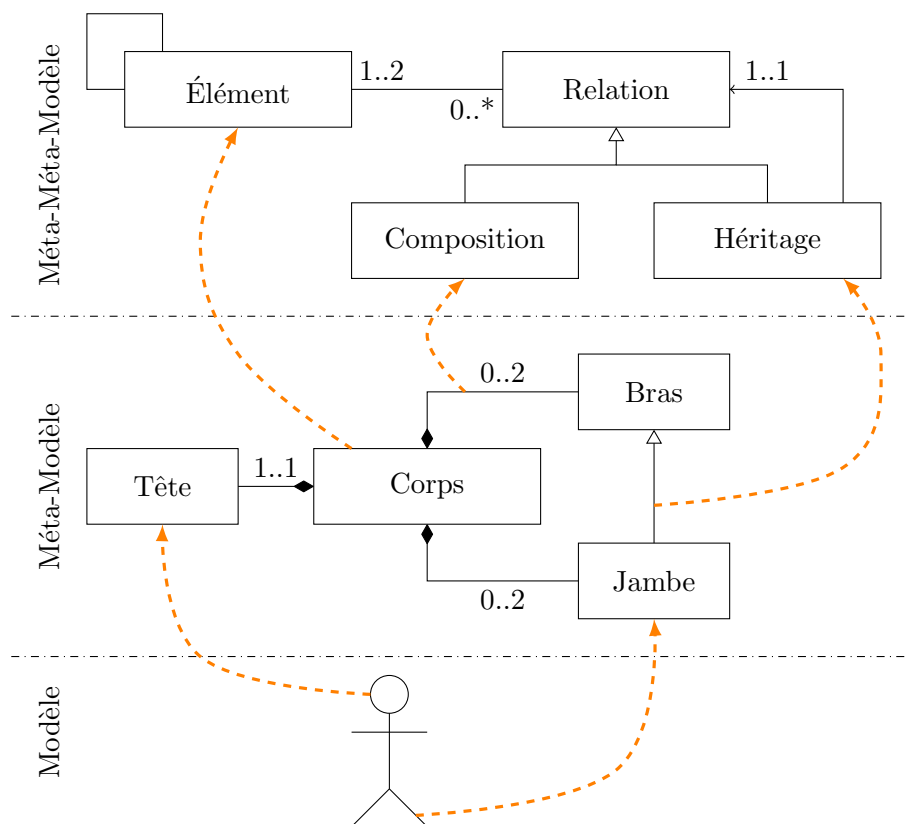 Méta-Méta-Modèle
Élément
1..2
0..*
Relation
1..1
Composition
Héritage
Méta-Modèle
0..2
Bras
Tête
1..1
Corps
0..2
Jambe
Modèle